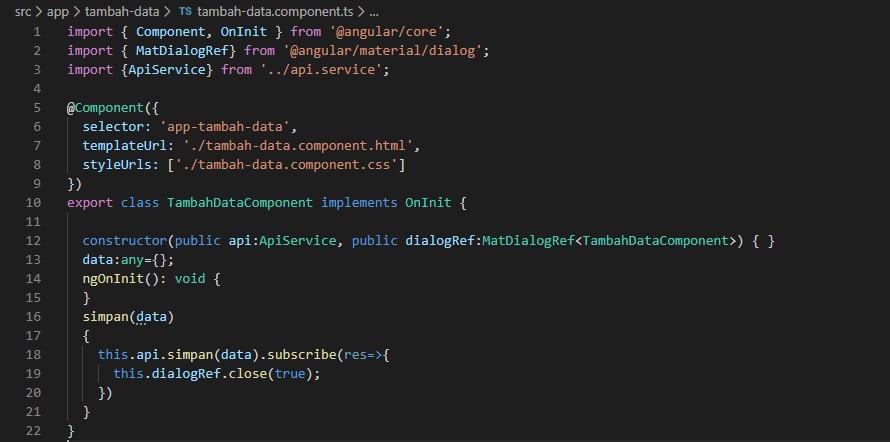 src > app > tambah-data > TS tambah-data.component.ts > ...
1 import { Component, OnInit } from '@angular/core';
2 import { MatDialogRef} from '@angular/material/dialog';
3 import {ApiService} from '../api.service';
4
5 @Component({
6   selector: 'app-tambah-data',
7   templateUrl: './tambah-data.component.html',
8   styleUrls: ['./tambah-data.component.css']
9 })
10 export class TambahDataComponent implements OnInit {
11
12   constructor(public api:ApiService, public dialogRef:MatDialogRef<TambahDataComponent>) { }
13   data:any={};
14   ngOnInit(): void {
15   }
16   simpan(data)
17   {
18     this.api.simpan(data).subscribe(res=>{
19       this.dialogRef.close(true);
20     })
21   }
22 }